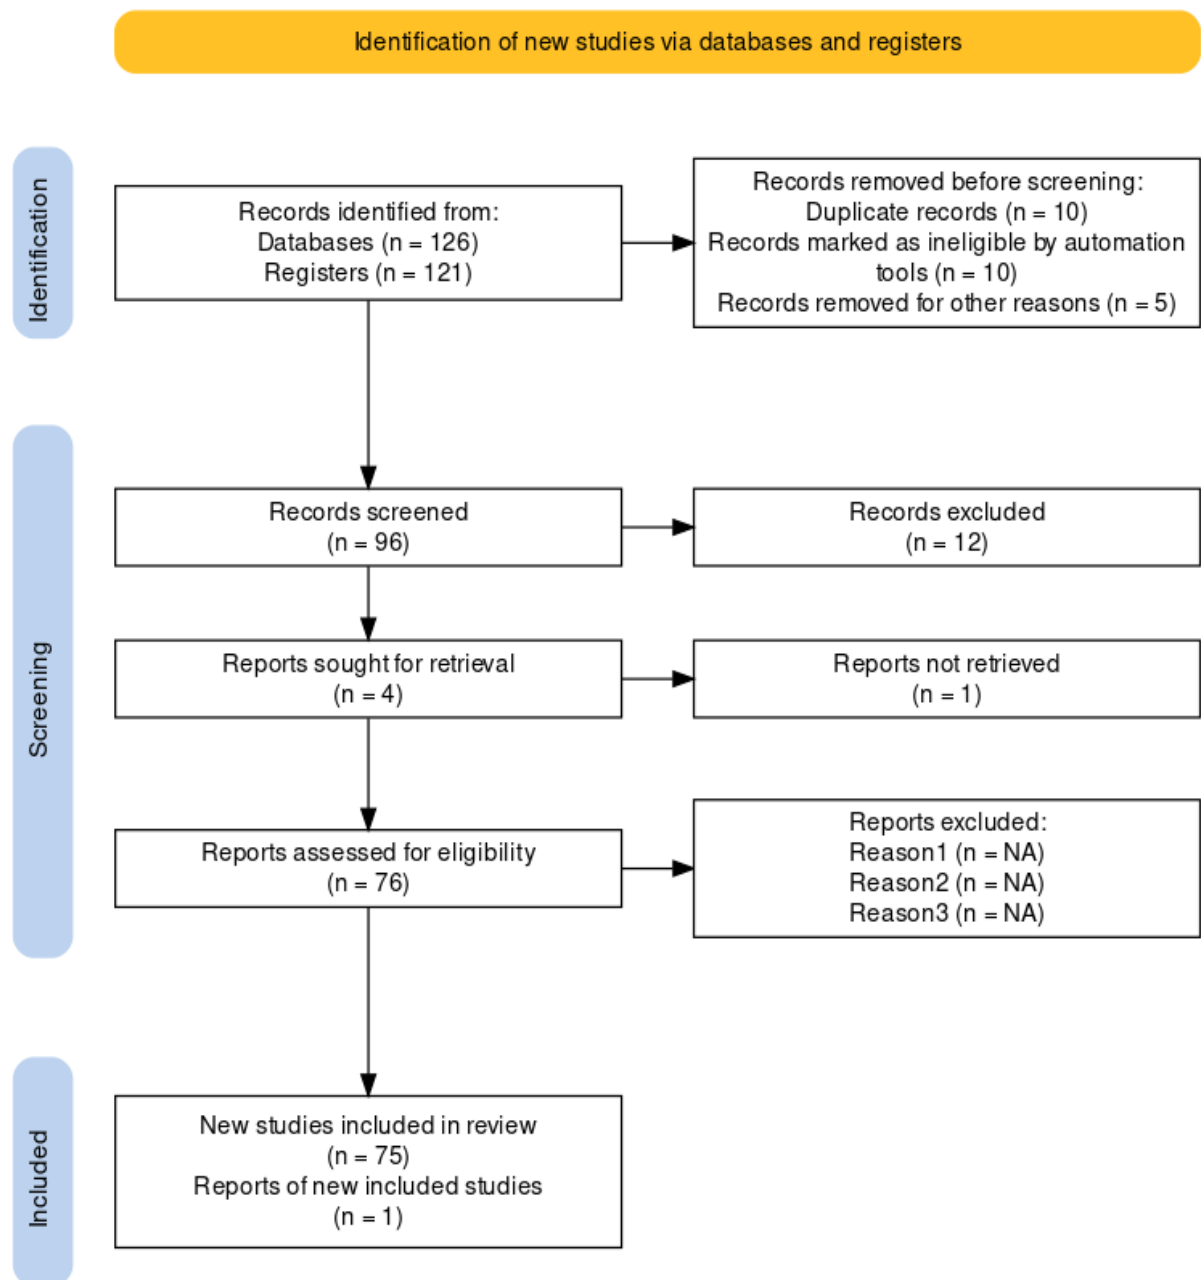 Identification of new studies via databases and registers
Identification
Records identified from:
Databases (n = 126)
Registers (n = 121)
Records removed before screening:
Duplicate records (n = 10)
Records marked as ineligible by automation
tools (n = 10)
Records removed for other reasons (n = 5)
Screening
Records screened
(n = 96)
Records excluded
(n = 12)
Reports sought for retrieval
(n = 4)
Reports not retrieved
(n = 1)
Reports assessed for eligibility
(n = 76)
Reports excluded:
Reason1 (n = NA)
Reason2 (n = NA)
Reason3 (n = NA)
Included
New studies included in review
(n = 75)
Reports of new included studies
(n = 1)